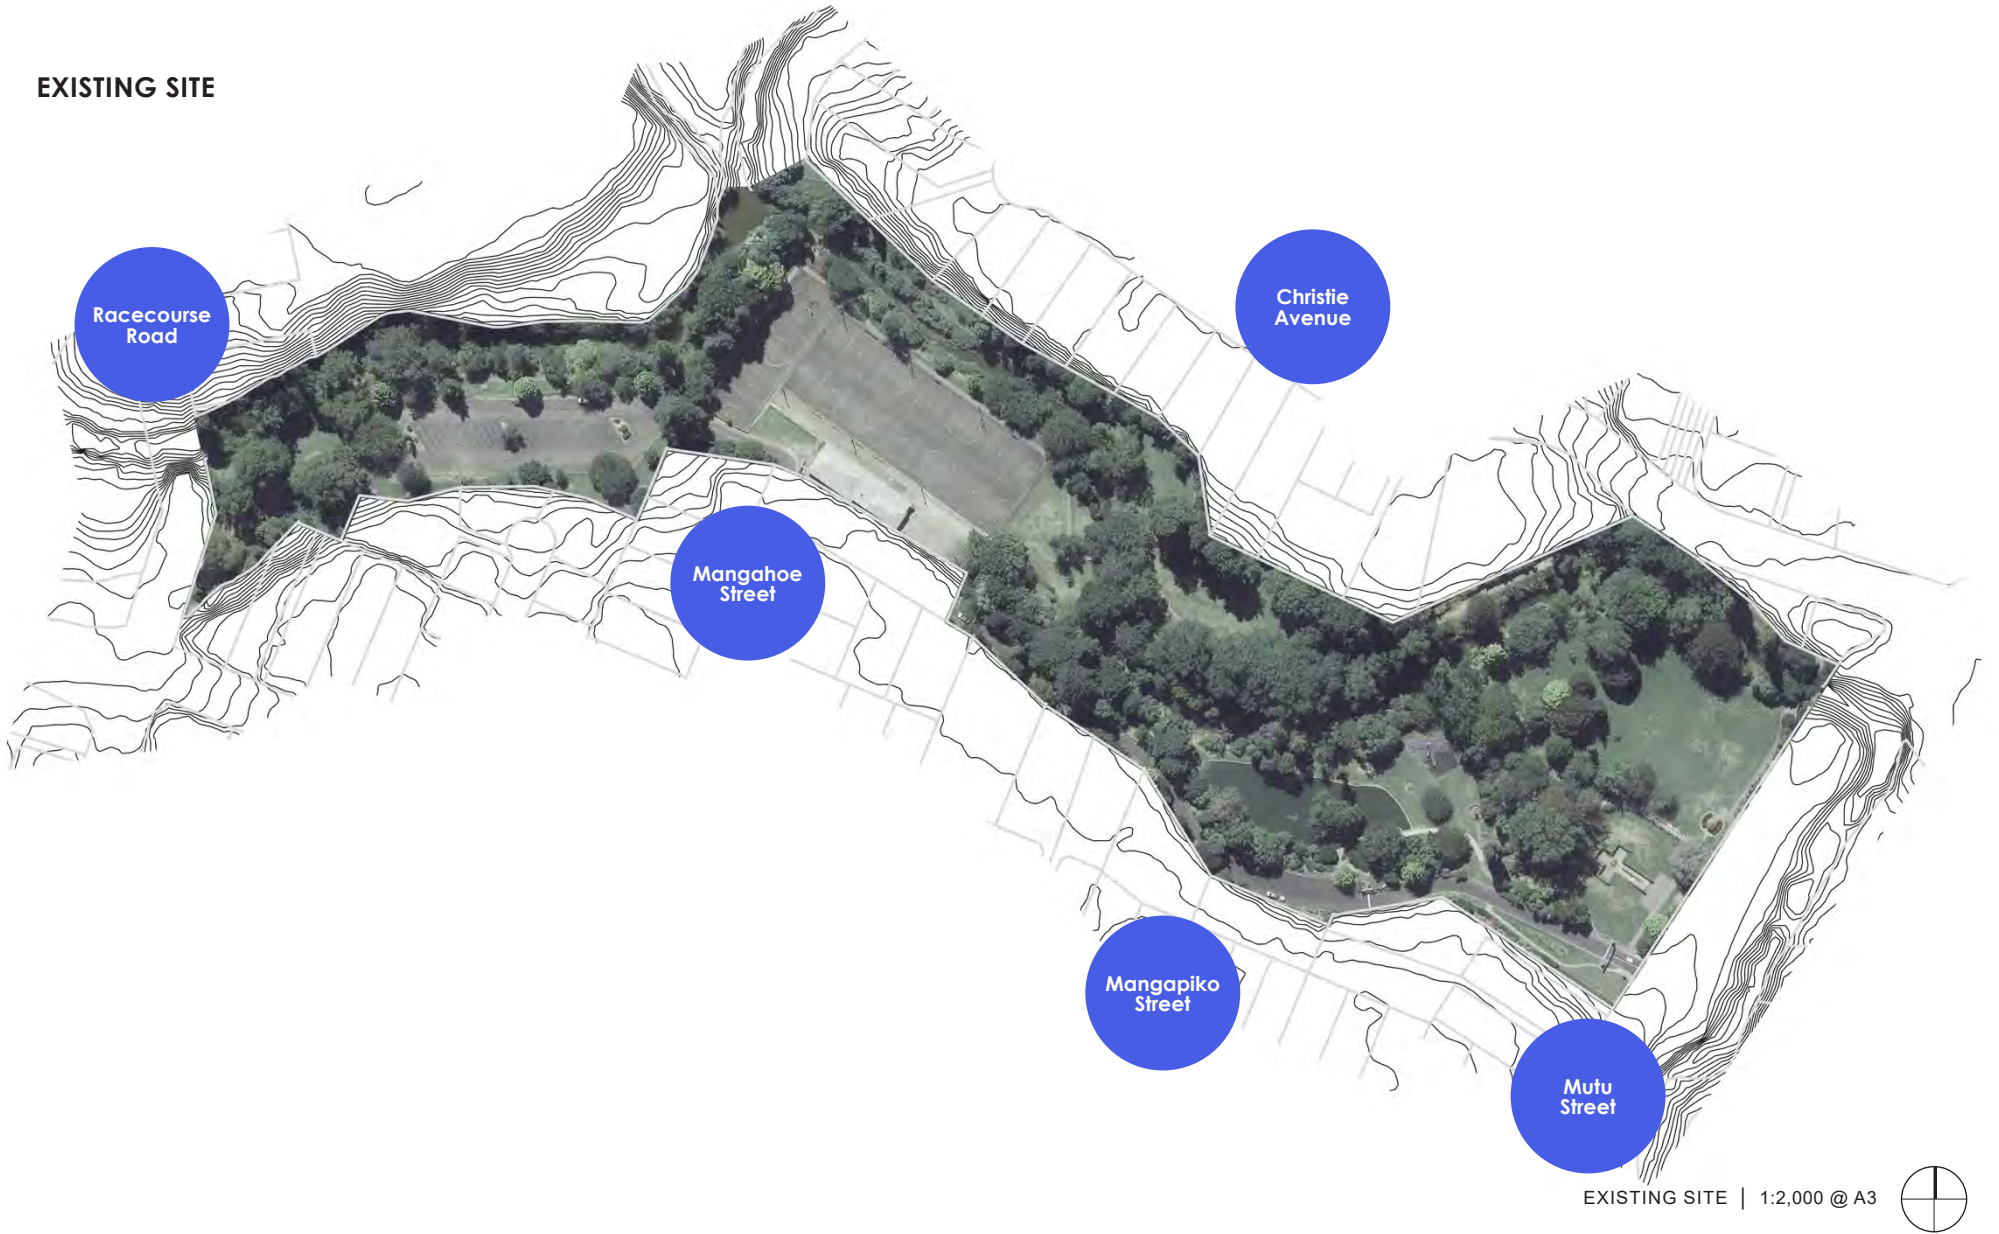 EXISTING SITE
Racecourse
Road
Christie
Avenue
Mangahoe
Street
Mangapiko
Street
Mutu
Street
EXISTING SITE | 1:2,000 @ A3